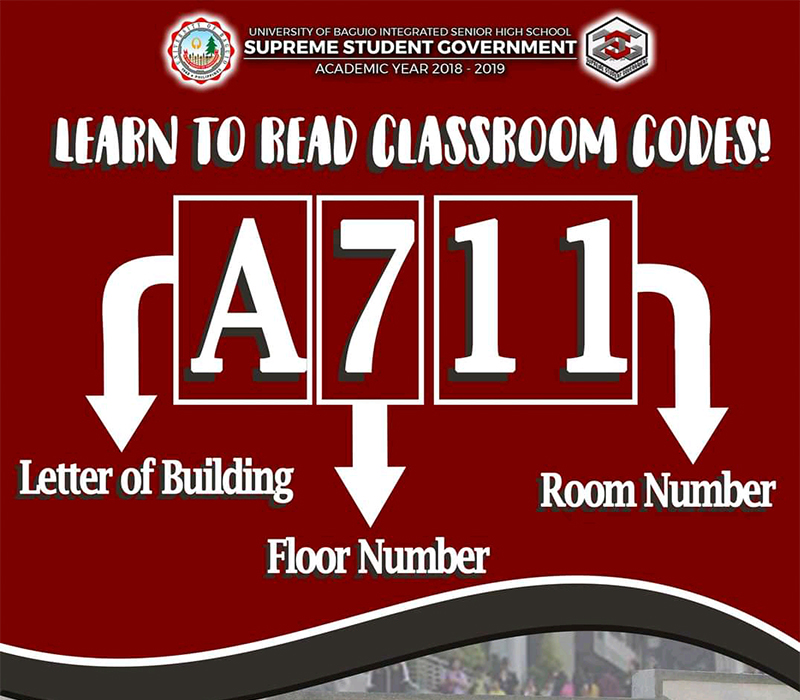 UNIVERSITY OF BAGUIO INTEGRATED SENIOR HIGH SCHOOL
SUPREME STUDENT GOVERNMENT
ACADEMIC YEAR 2018 - 2019
LEARN TO READ CLASSROOM CODES!
A711
Letter of Building
Room Number
Floor Number